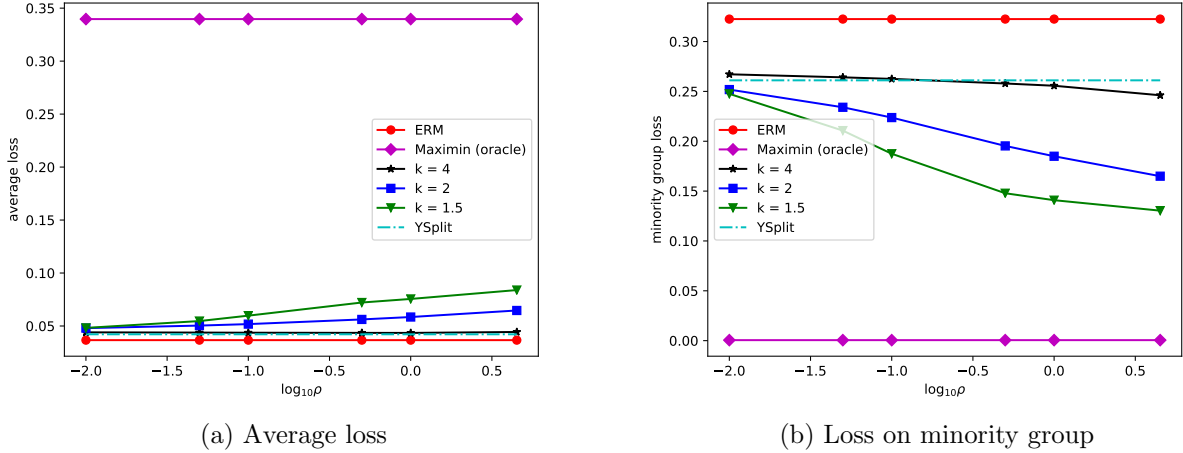 0.35
0.30
0.25
0.20
0.15
0.10
0.05
average loss
ERM
Maximin (oracle)
k = 4
k = 2
k = 1.5
YSplit
−2.0 −1.5 −1.0 −0.5 0.0 0.5
log₁₀ρ
(a) Average loss
0.30
0.25
0.20
0.15
0.10
0.05
0.00
minority group loss
ERM
Maximin (oracle)
k = 4
k = 2
k = 1.5
YSplit
−2.0 −1.5 −1.0 −0.5 0.0 0.5
log₁₀ρ
(b) Loss on minority group